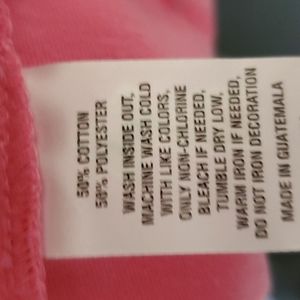 50% COTTON
50% POLYESTER
WASH INSIDE OUT,
MACHINE WASH COLD
WITH LIKE COLORS,
ONLY NON-CHLORINE
BLEACH IF NEEDED,
TUMBLE DRY LOW,
WARM IRON IF NEEDED,
DO NOT IRON DECORATION
MADE IN GUATEMALA